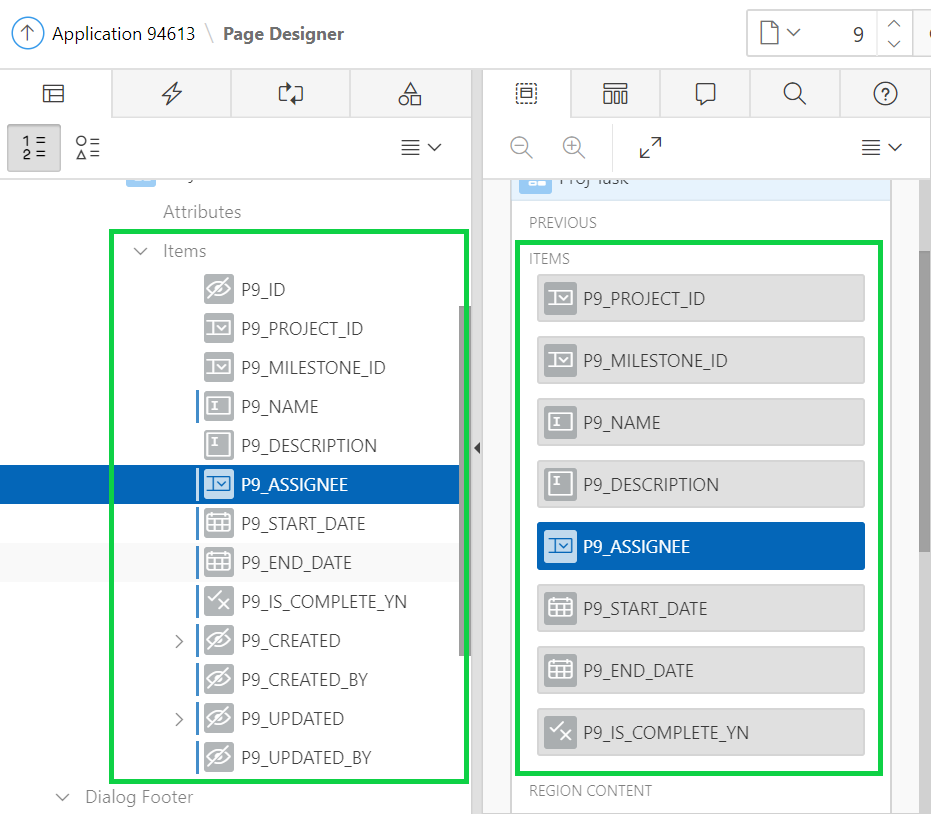 Application 94613 \ Page Designer
9
1
2
Attributes
Items
P9_ID
P9_PROJECT_ID
P9_MILESTONE_ID
P9_NAME
P9_DESCRIPTION
P9_ASSIGNEE
P9_START_DATE
P9_END_DATE
P9_IS_COMPLETE_YN
P9_CREATED
P9_CREATED_BY
P9_UPDATED
P9_UPDATED_BY
Dialog Footer
Proj Task
PREVIOUS
ITEMS
P9_PROJECT_ID
P9_MILESTONE_ID
P9_NAME
P9_DESCRIPTION
P9_ASSIGNEE
P9_START_DATE
P9_END_DATE
P9_IS_COMPLETE_YN
REGION CONTENT